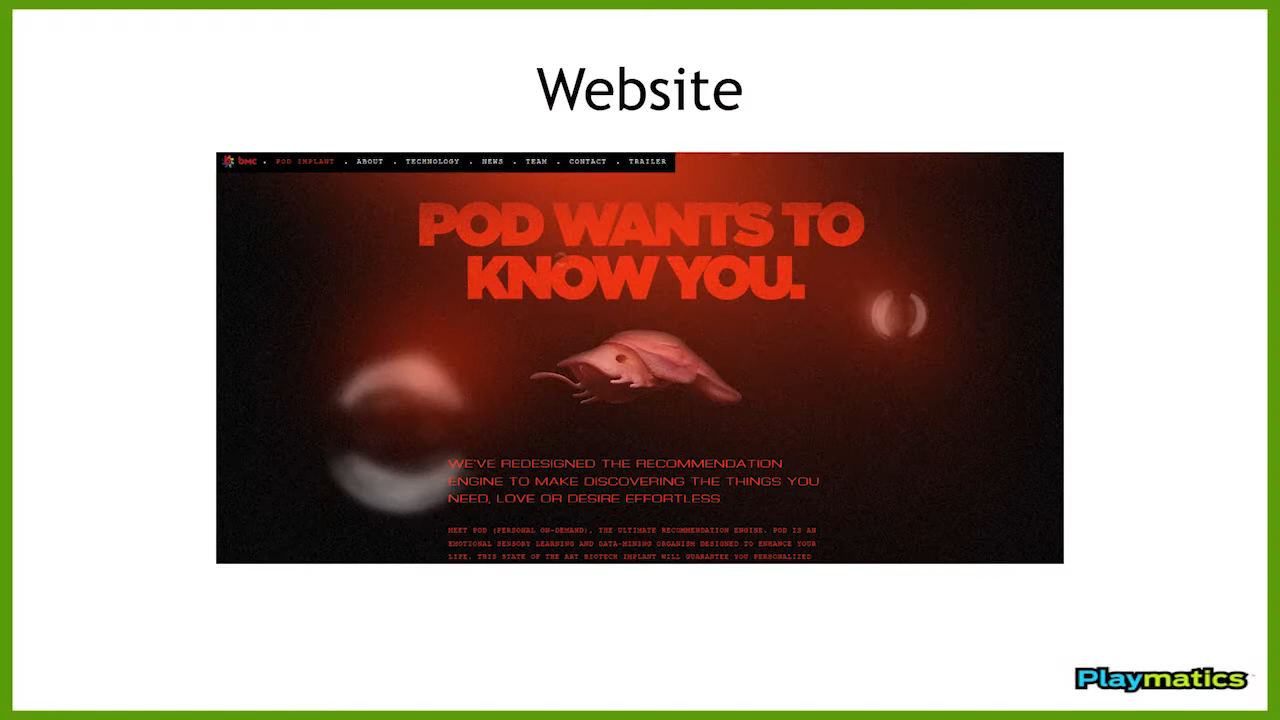 Website
bmc . POD IMPLANT . ABOUT . TECHNOLOGY . NEWS . TEAM . CONTACT . TRAILER
POD WANTS TO
KNOW YOU.
WE'VE REDESIGNED THE RECOMMENDATION
ENGINE TO MAKE DISCOVERING THE THINGS YOU
NEED, LOVE OR DESIRE EFFORTLESS
MEET POD (PERSONAL ON-DEMAND), THE ULTIMATE RECOMMENDATION ENGINE. POD IS AN
EMOTIONAL SENSORY LEARNING AND DATA-MINING ORGANISM DESIGNED TO ENHANCE YOUR
LIFE. THIS STATE OF THE ART BIOTECH IMPLANT WILL GUARANTEE YOU PERSONALIZED
Playmatics